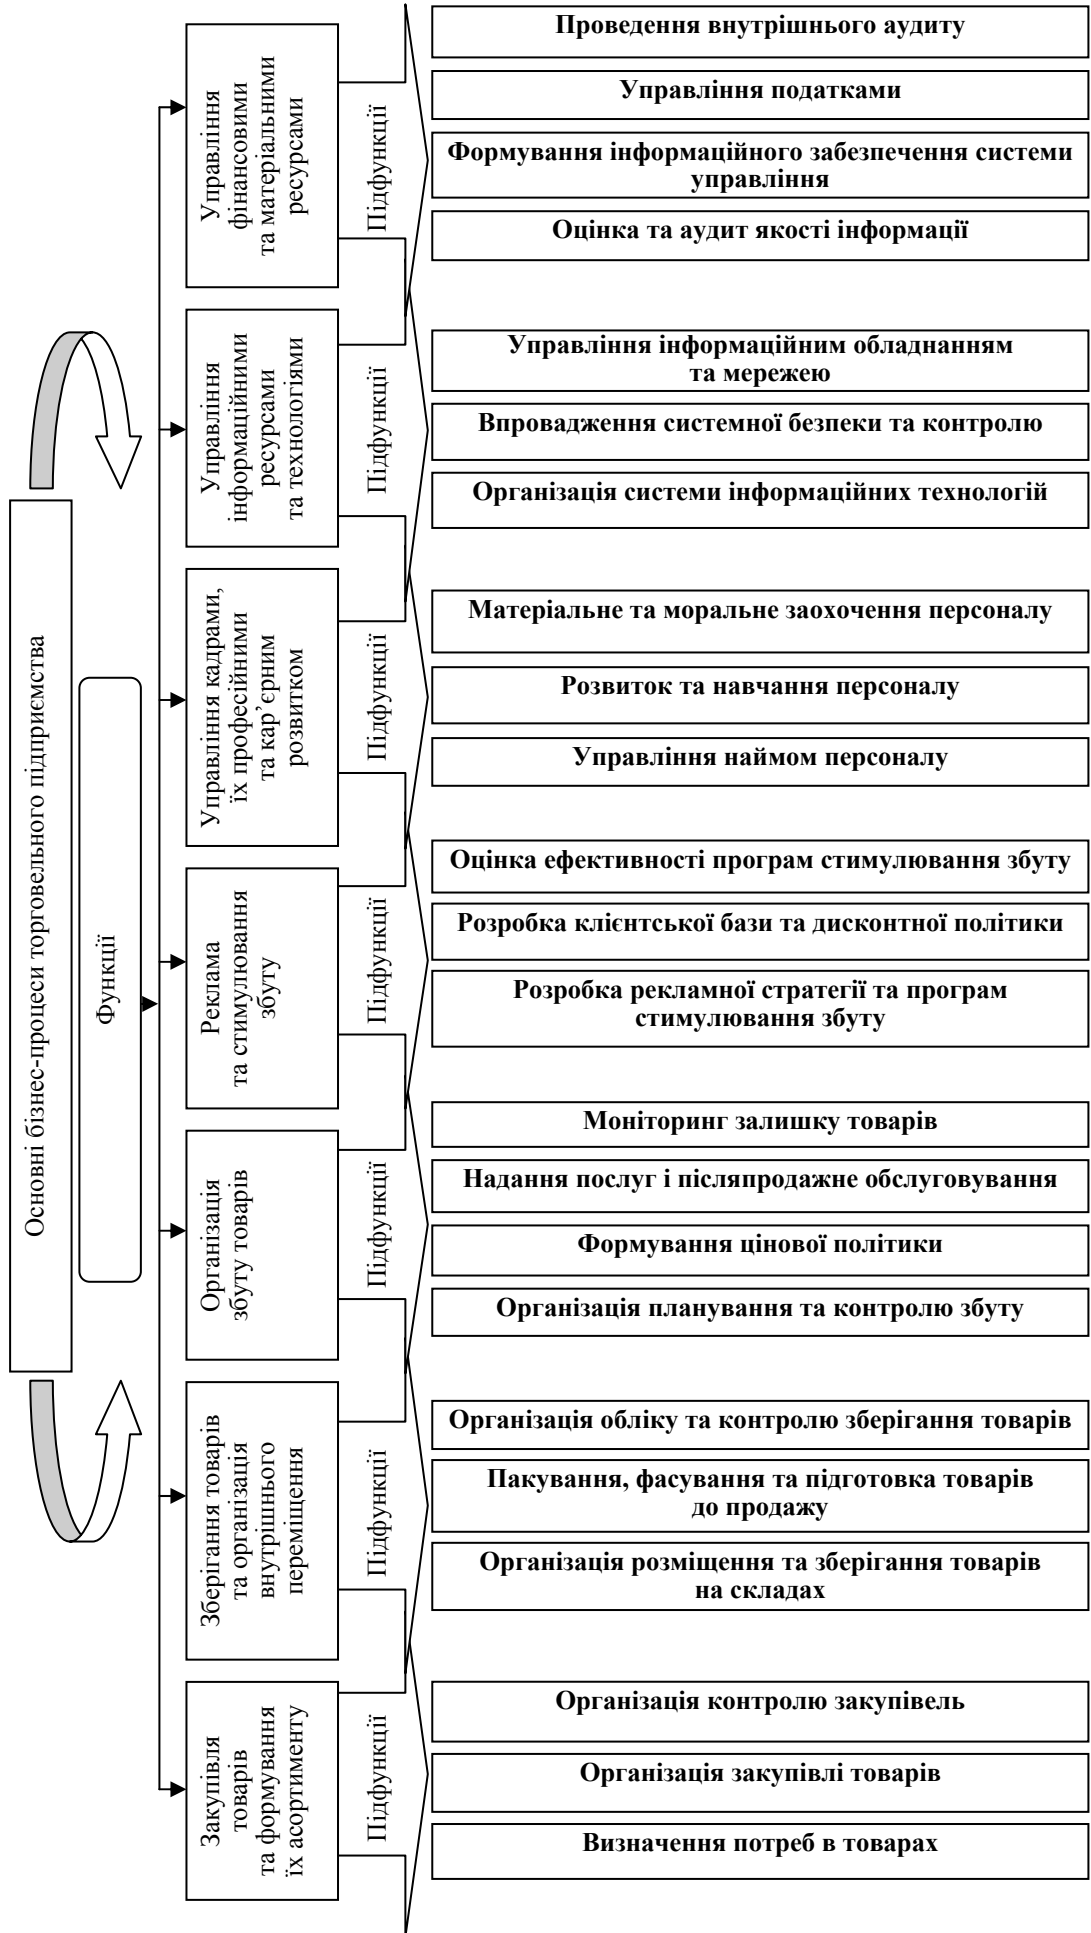 Основні бізнес-процеси торговельного підприємства
Функції
Закупівля
товарів
та формування
їх асортименту
Зберігання товарів
та організація
внутрішнього
переміщення
Організація
збуту товарів
Реклама
та стимулювання
збуту
Управління кадрами,
їх професійними
та кар’єрним
розвитком
Управління
інформаційними
ресурсами
та технологіями
Управління
фінансовими
та матеріальними
ресурсами
Підфункції
Підфункції
Підфункції
Підфункції
Підфункції
Підфункції
Підфункції
Проведення внутрішнього аудиту
Управління податками
Формування інформаційного забезпечення системи
управління
Оцінка та аудит якості інформації
Управління інформаційним обладнанням
та мережею
Впровадження системної безпеки та контролю
Організація системи інформаційних технологій
Матеріальне та моральне заохочення персоналу
Розвиток та навчання персоналу
Управління наймом персоналу
Оцінка ефективності програм стимулювання збуту
Розробка клієнтської бази та дисконтної політики
Розробка рекламної стратегії та програм
стимулювання збуту
Моніторинг залишку товарів
Надання послуг і післяпродажне обслуговування
Формування цінової політики
Організація планування та контролю збуту
Організація обліку та контролю зберігання товарів
Пакування, фасування та підготовка товарів
до продажу
Організація розміщення та зберігання товарів
на складах
Організація контролю закупівель
Організація закупівлі товарів
Визначення потреб в товарах